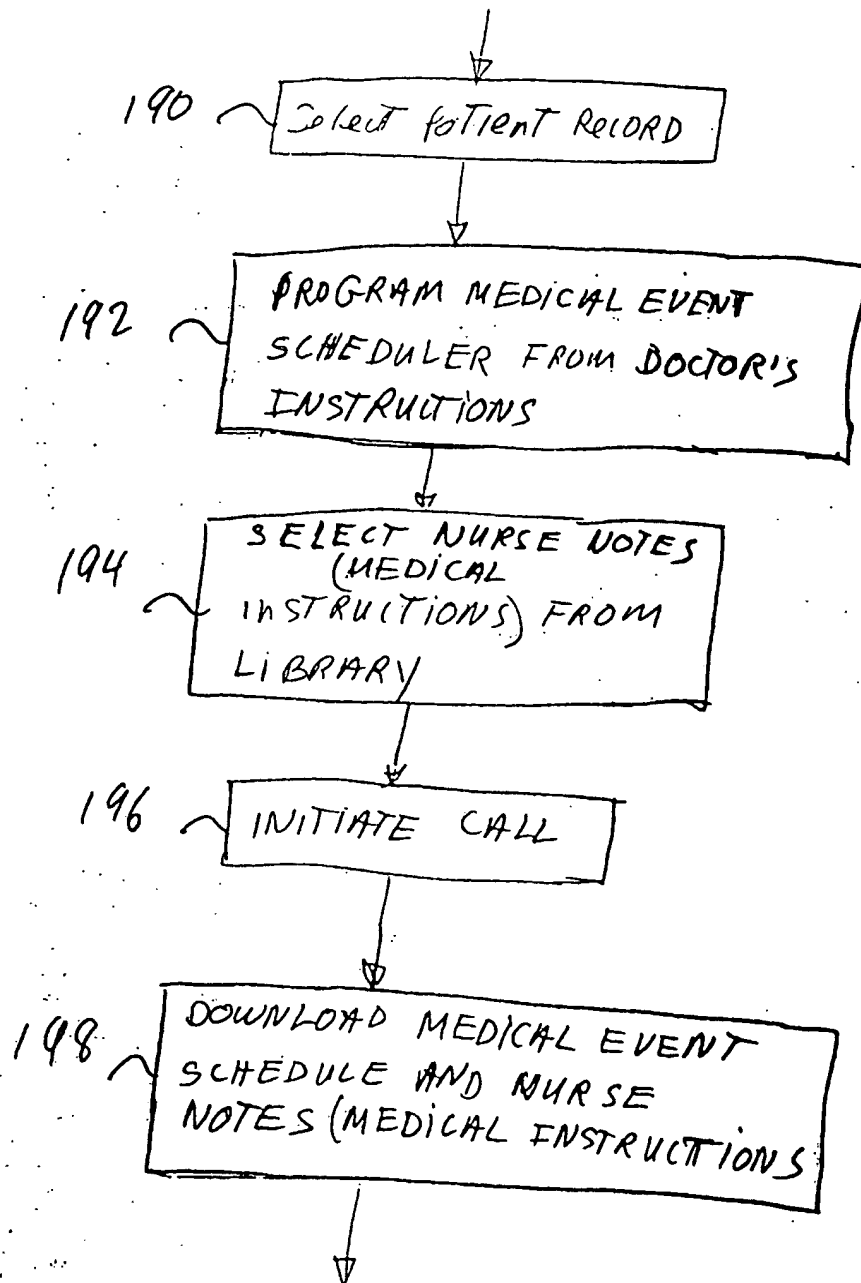 190
Select Patient Record
192
PROGRAM MEDICAL EVENT
SCHEDULER FROM DOCTOR'S
INSTRUCTIONS
194
SELECT NURSE NOTES
(MEDICAL
INSTRUCTIONS) FROM
LIBRARY
196
INITIATE CALL
198
DOWNLOAD MEDICAL EVENT
SCHEDULE AND NURSE
NOTES (MEDICAL INSTRUCTIONS